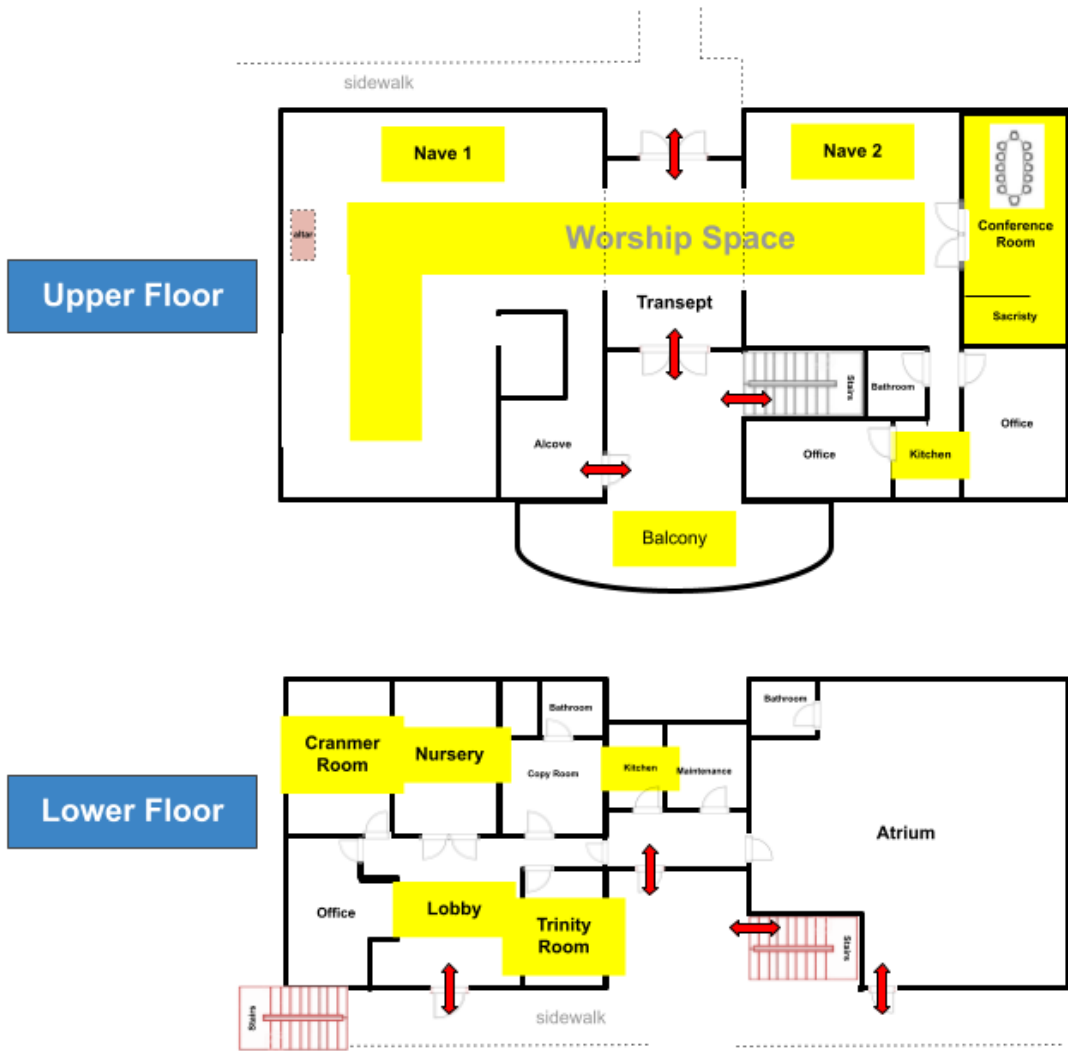 sidewalk
Nave 1
Nave 2
altar
Worship Space
Conference
Room
Upper Floor
Transept
Sacristy
Stairs
Bathroom
Office
Alcove
Office
Kitchen
Balcony
Bathroom
Bathroom
Cranmer
Room
Nursery
Copy Room
Kitchen
Maintenance
Lower Floor
Atrium
Office
Lobby
Trinity
Room
Stairs
Stairs
sidewalk